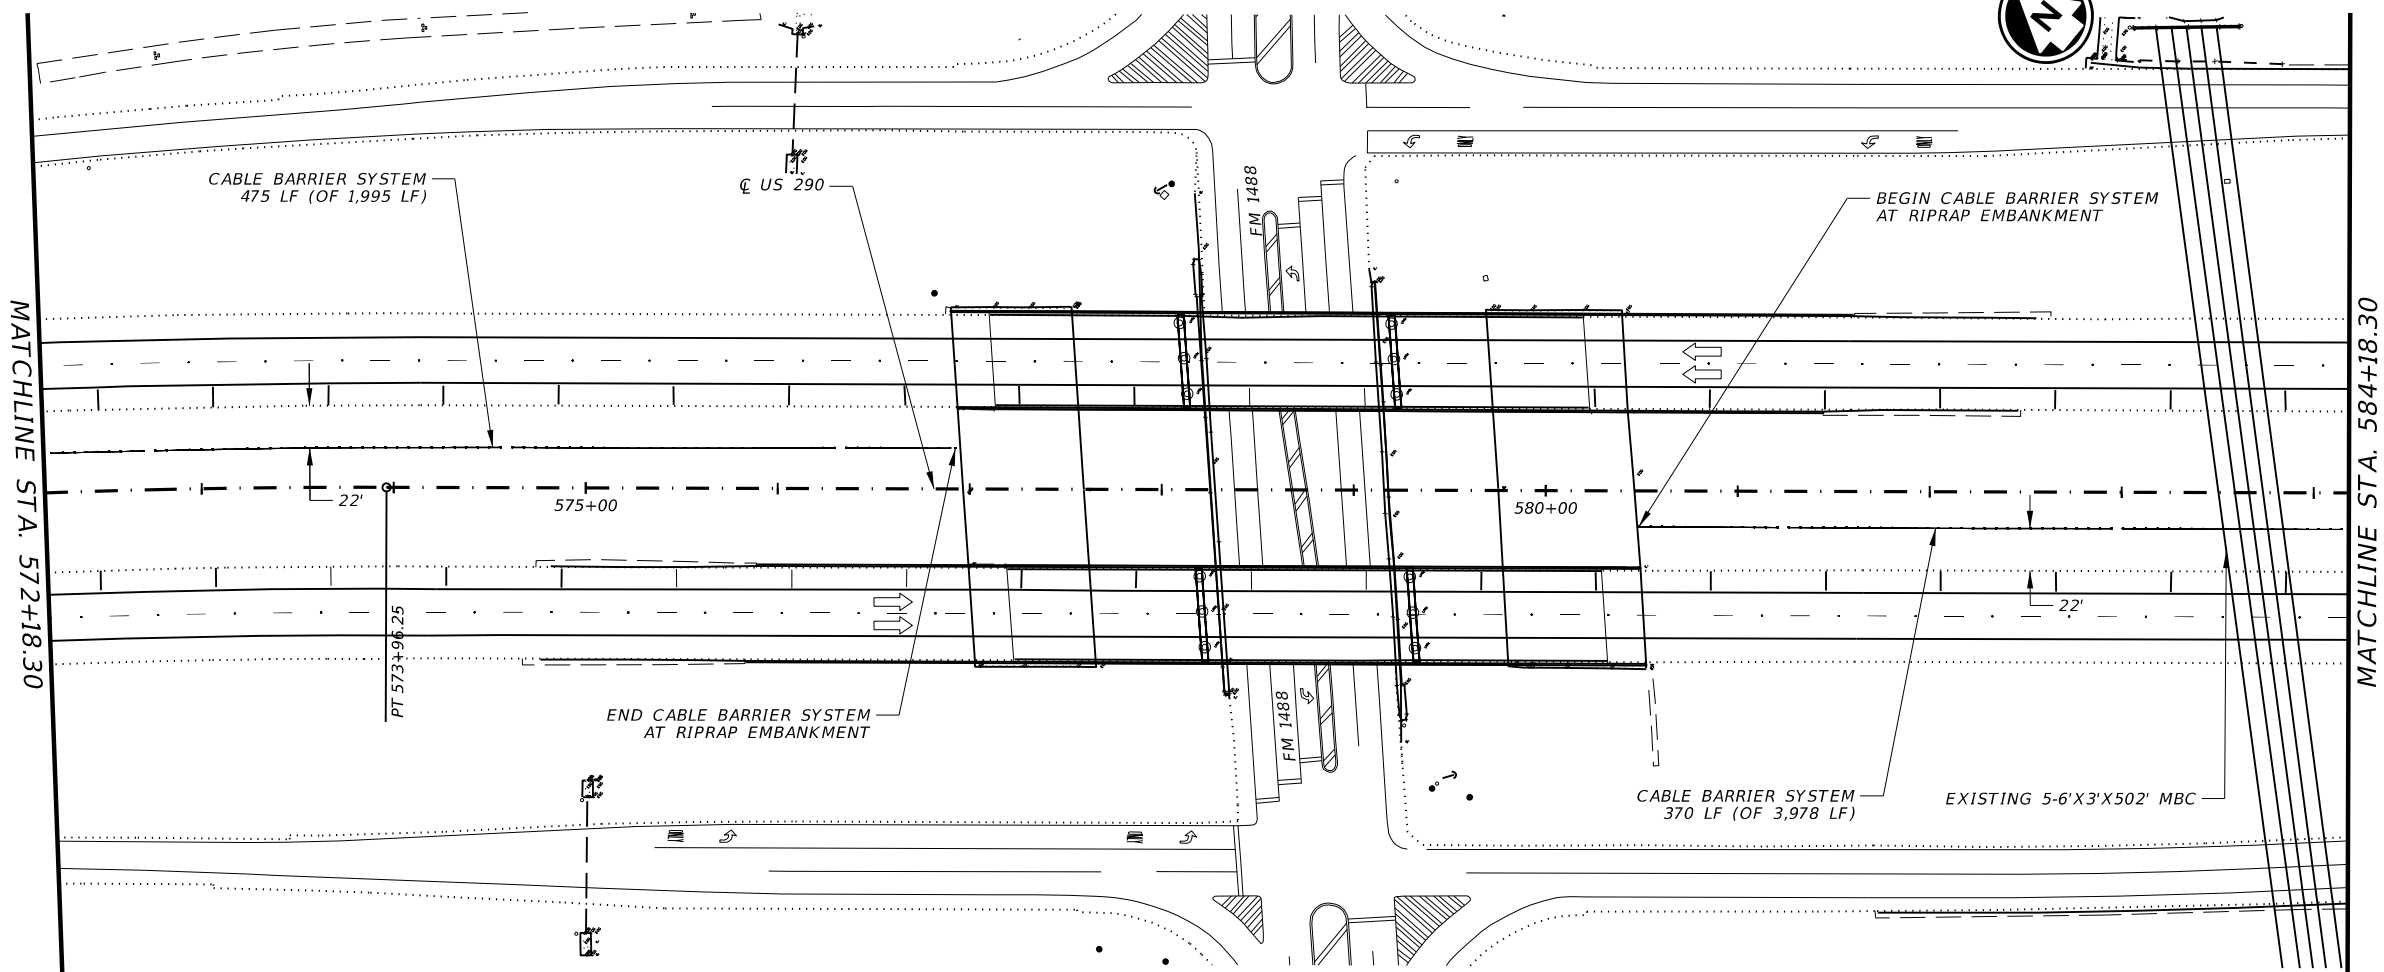 N
CABLE BARRIER SYSTEM
475 LF (OF 1,995 LF)
℄ US 290
FM 1488
BEGIN CABLE BARRIER SYSTEM
AT RIPRAP EMBANKMENT
MATCHLINE STA. 572+18.30
MATCHLINE STA. 584+18.30
22'
575+00
580+00
PT 573+96.25
22'
END CABLE BARRIER SYSTEM
AT RIPRAP EMBANKMENT
FM 1488
CABLE BARRIER SYSTEM
370 LF (OF 3,978 LF)
EXISTING 5-6'X3'X502' MBC